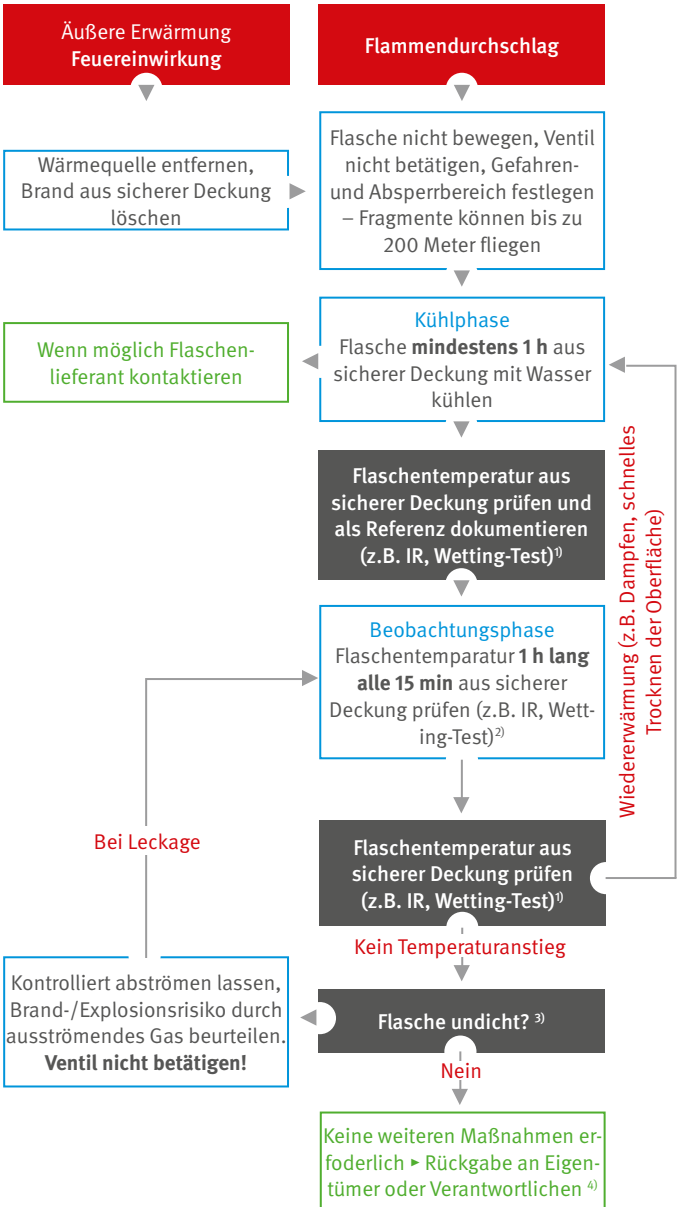 Äußere Erwärmung
Feuereinwirkung
Flammendurchschlag
Wärmequelle entfernen,
Brand aus sicherer Deckung
löschen
Flasche nicht bewegen, Ventil
nicht betätigen, Gefahren-
und Absperrbereich festlegen
– Fragmente können bis zu
200 Meter fliegen
Wenn möglich Flaschen-
lieferant kontaktieren
Kühlphase
Flasche mindestens 1 h aus
sicherer Deckung mit Wasser
kühlen
Flaschentemperatur aus
sicherer Deckung prüfen und
als Referenz dokumentieren
(z.B. IR, Wetting-Test)¹⁾
Wiedererwärmung (z.B. Dampfen, schnelles
Trocknen der Oberfläche)
Beobachtungsphase
Flaschentemparatur 1 h lang
alle 15 min aus sicherer
Deckung prüfen (z.B. IR, Wett-
ing-Test)²⁾
Bei Leckage
Flaschentemperatur aus
sicherer Deckung prüfen
(z.B. IR, Wetting-Test)¹⁾
Kein Temperaturanstieg
Kontrolliert abströmen lassen,
Brand-/Explosionsrisiko durch
ausströmendes Gas beurteilen.
Ventil nicht betätigen!
Flasche undicht? ³⁾
Nein
Keine weiteren Maßnahmen er-
foderlich ► Rückgabe an Eigen-
tümer oder Verantwortlichen ⁴⁾